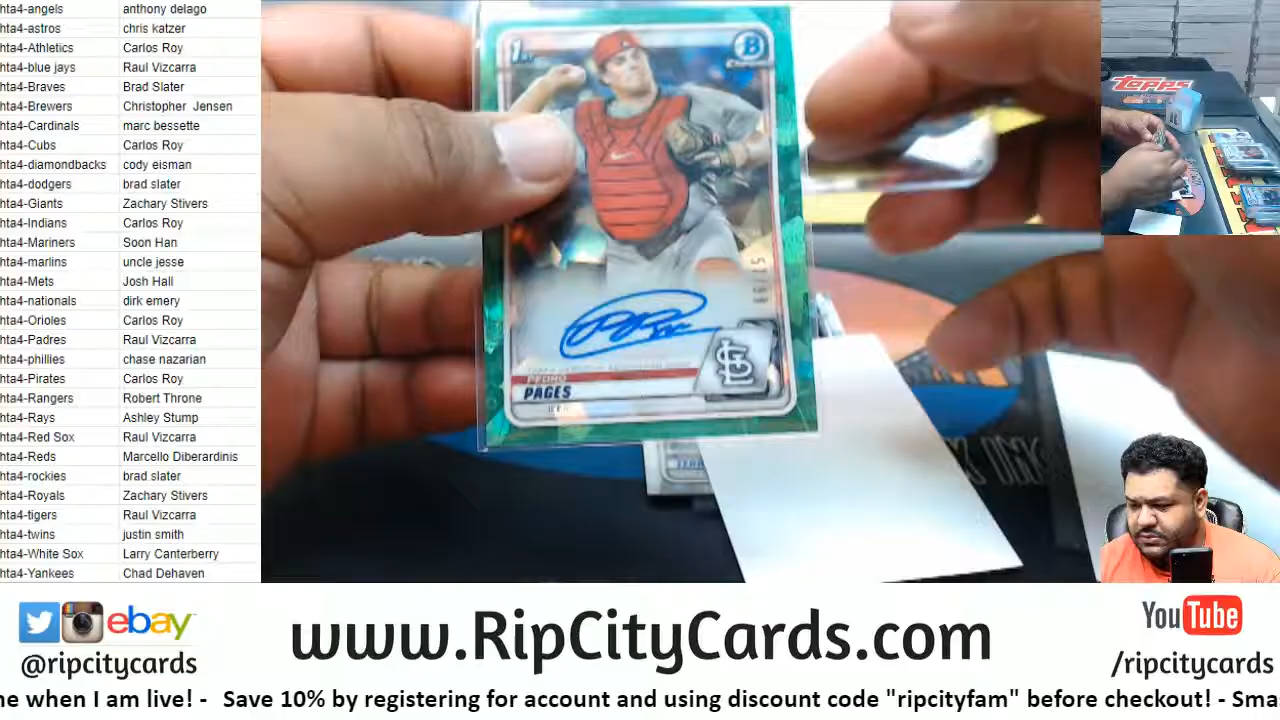 hta4-angels anthony delago
hta4-astros chris katzer
hta4-Athletics Carlos Roy
hta4-blue jays Raul Vizcarra
hta4-Braves Brad Slater
hta4-Brewers Christopher Jensen
hta4-Cardinals marc bessette
hta4-Cubs Carlos Roy
hta4-diamondbacks cody eisman
hta4-dodgers brad slater
hta4-Giants Zachary Stivers
hta4-Indians Carlos Roy
hta4-Mariners Soon Han
hta4-marlins uncle jesse
hta4-Mets Josh Hall
hta4-nationals dirk emery
hta4-Orioles Carlos Roy
hta4-Padres Raul Vizcarra
hta4-phillies chase nazarian
hta4-Pirates Carlos Roy
hta4-Rangers Robert Throne
hta4-Rays Ashley Stump
hta4-Red Sox Raul Vizcarra
hta4-Reds Marcello Diberardinis
hta4-rockies brad slater
hta4-Royals Zachary Stivers
hta4-tigers Raul Vizcarra
hta4-twins justin smith
hta4-White Sox Larry Canterberry
hta4-Yankees Chad Dehaven
1st
B
CHROME
PEDRO
PAGES
STL
Topps
ebay
@ripcitycards
www.RipCityCards.com
YouTube
/ripcitycards
ne when I am live! - Save 10% by registering for account and using discount code "ripcityfam" before checkout! - Sma